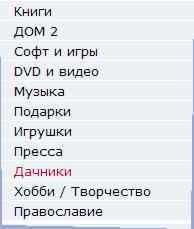 Книги
ДОМ 2
Софт и игры
DVD и видео
Музыка
Подарки
Игрушки
Пресса
Дачники
Хобби / Творчество
Православие